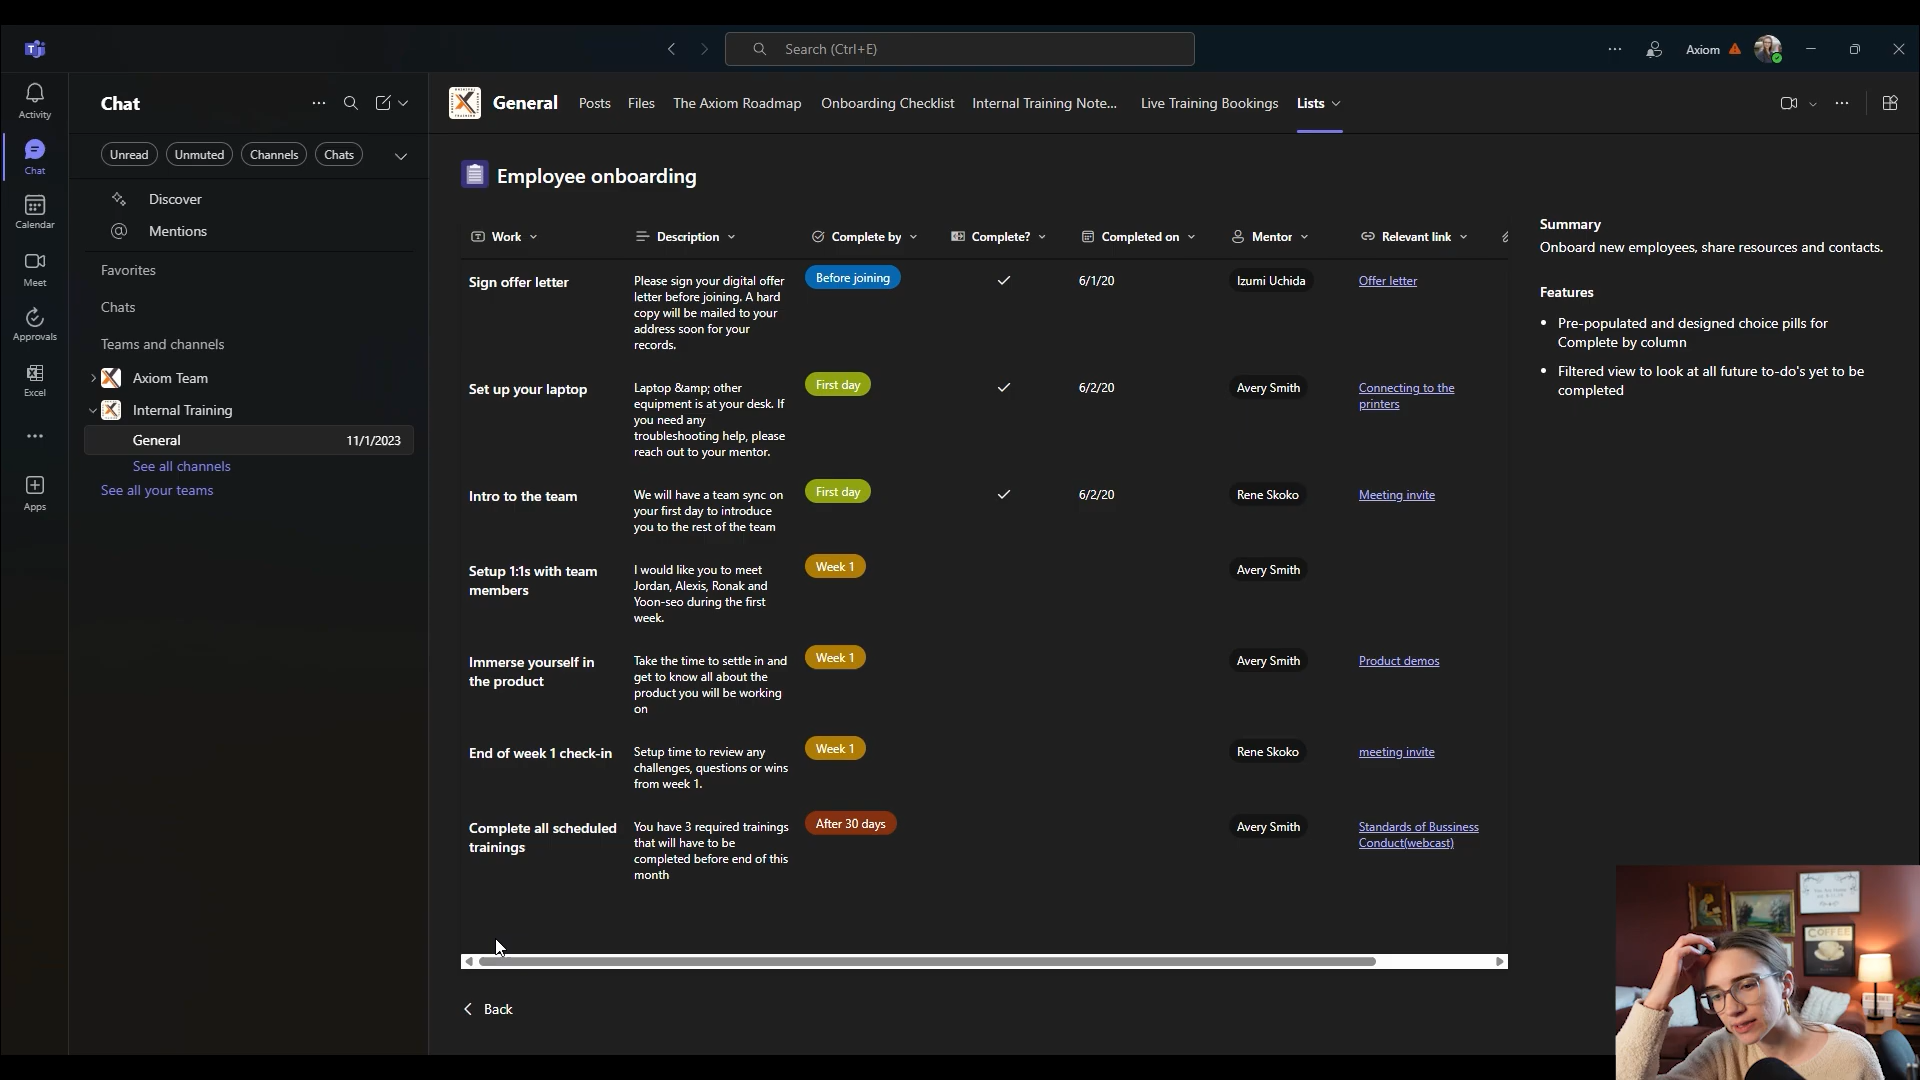 Search (Ctrl+E)
Axiom
Activity
Chat
Calendar
Meet
Approvals
Excel
Apps
Chat
Unread
Unmuted
Channels
Chats
Discover
Mentions
Favorites
Chats
Teams and channels
Axiom Team
Internal Training
General 11/1/2023
See all channels
See all your teams
General Posts Files The Axiom Roadmap Onboarding Checklist Internal Training Note... Live Training Bookings Lists
Employee onboarding
Work Description Complete by Complete? Completed on Mentor Relevant link
Sign offer letter
Please sign your digital offer
letter before joining. A hard
copy will be mailed to your
address soon for your
records.
Before joining
6/1/20
Izumi Uchida
Offer letter
Set up your laptop
Laptop &amp; other
equipment is at your desk. If
you need any
troubleshooting help, please
reach out to your mentor.
First day
6/2/20
Avery Smith
Connecting to the
printers
Intro to the team
We will have a team sync on
your first day to introduce
you to the rest of the team
First day
6/2/20
Rene Skoko
Meeting invite
Setup 1:1s with team
members
I would like you to meet
Jordan, Alexis, Ronak and
Yoon-seo during the first
week.
Week 1
Avery Smith
Immerse yourself in
the product
Take the time to settle in and
get to know all about the
product you will be working
on
Week 1
Avery Smith
Product demos
End of week 1 check-in
Setup time to review any
challenges, questions or wins
from week 1.
Week 1
Rene Skoko
meeting invite
Complete all scheduled
trainings
You have 3 required trainings
that will have to be
completed before end of this
month
After 30 days
Avery Smith
Standards of Bussiness
Conduct(webcast)
Back
Summary
Onboard new employees, share resources and contacts.
Features
• Pre-populated and designed choice pills for
Complete by column
• Filtered view to look at all future to-do's yet to be
completed
COFFEE